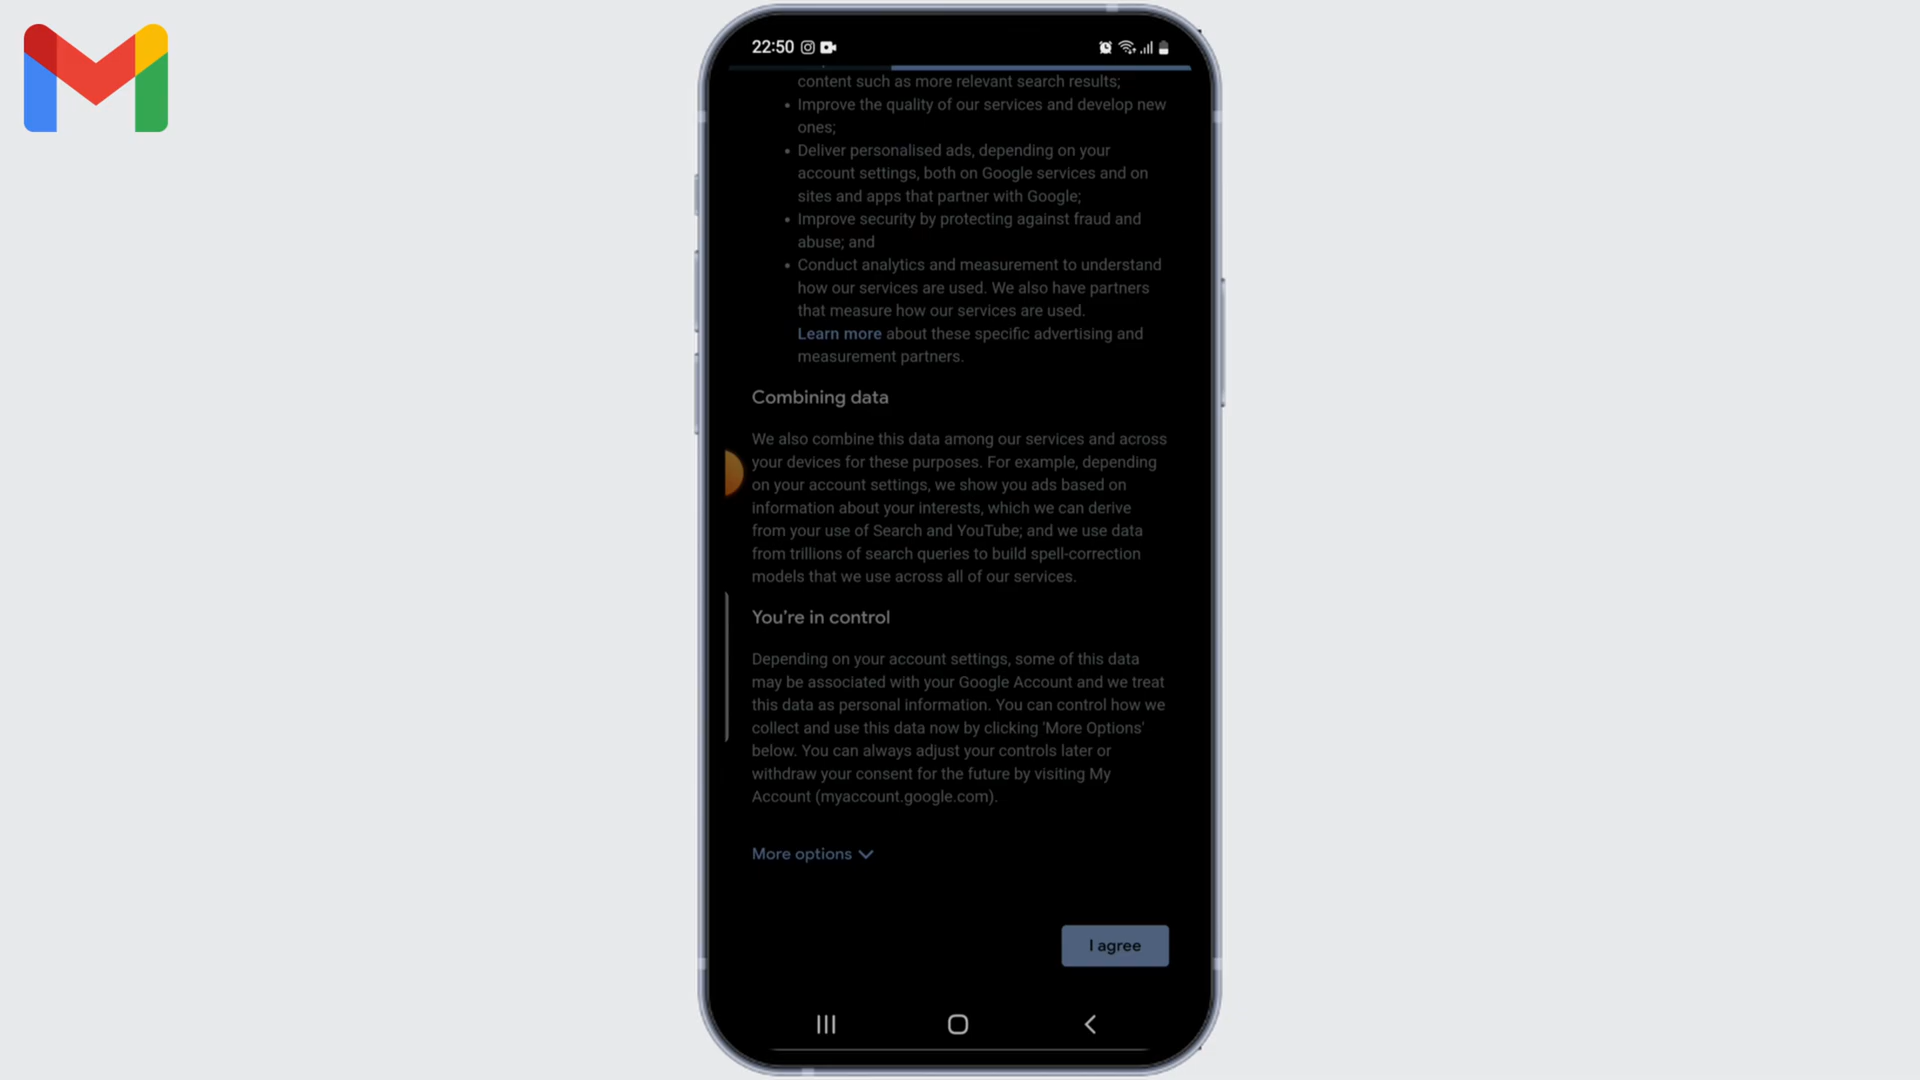 22:50
content such as more relevant search results;
• Improve the quality of our services and develop new
ones;
• Deliver personalised ads, depending on your
account settings, both on Google services and on
sites and apps that partner with Google;
• Improve security by protecting against fraud and
abuse; and
• Conduct analytics and measurement to understand
how our services are used. We also have partners
that measure how our services are used.
Learn more about these specific advertising and
measurement partners.
Combining data
We also combine this data among our services and across
your devices for these purposes. For example, depending
on your account settings, we show you ads based on
information about your interests, which we can derive
from your use of Search and YouTube; and we use data
from trillions of search queries to build spell-correction
models that we use across all of our services.
You're in control
Depending on your account settings, some of this data
may be associated with your Google Account and we treat
this data as personal information. You can control how we
collect and use this data now by clicking 'More Options'
below. You can always adjust your controls later or
withdraw your consent for the future by visiting My
Account (myaccount.google.com).
More options
I agree